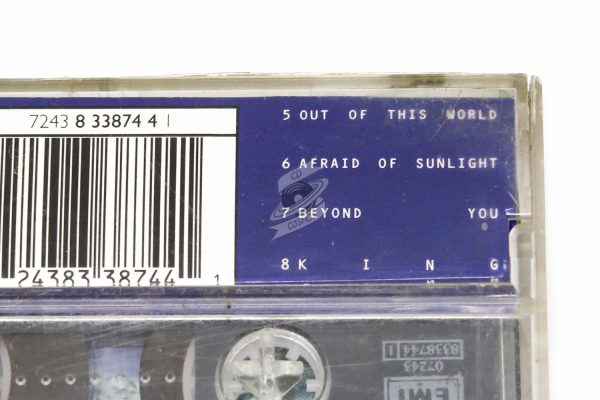 7243 8 33874 4 1
5 OUT OF THIS WORLD
6 AFRAID OF SUNLIGHT
CD
7 BEYOND YOU
8 K I N G
24383 38744 1
07243
8338744 1
EMI